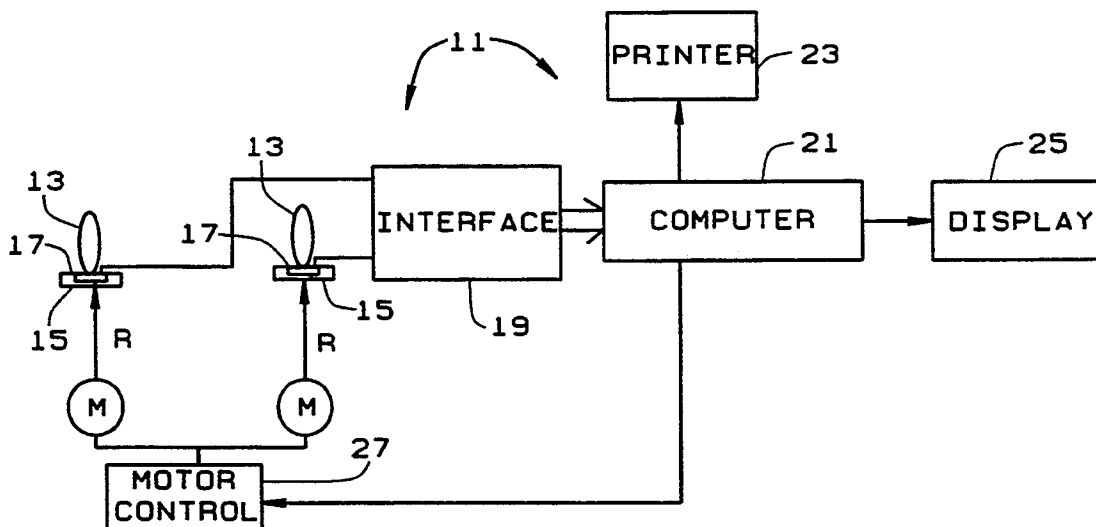 11
PRINTER
23
13
13
21
25
17
17
INTERFACE
COMPUTER
DISPLAY
15
15
19
R
R
M
M
27
MOTOR
CONTROL